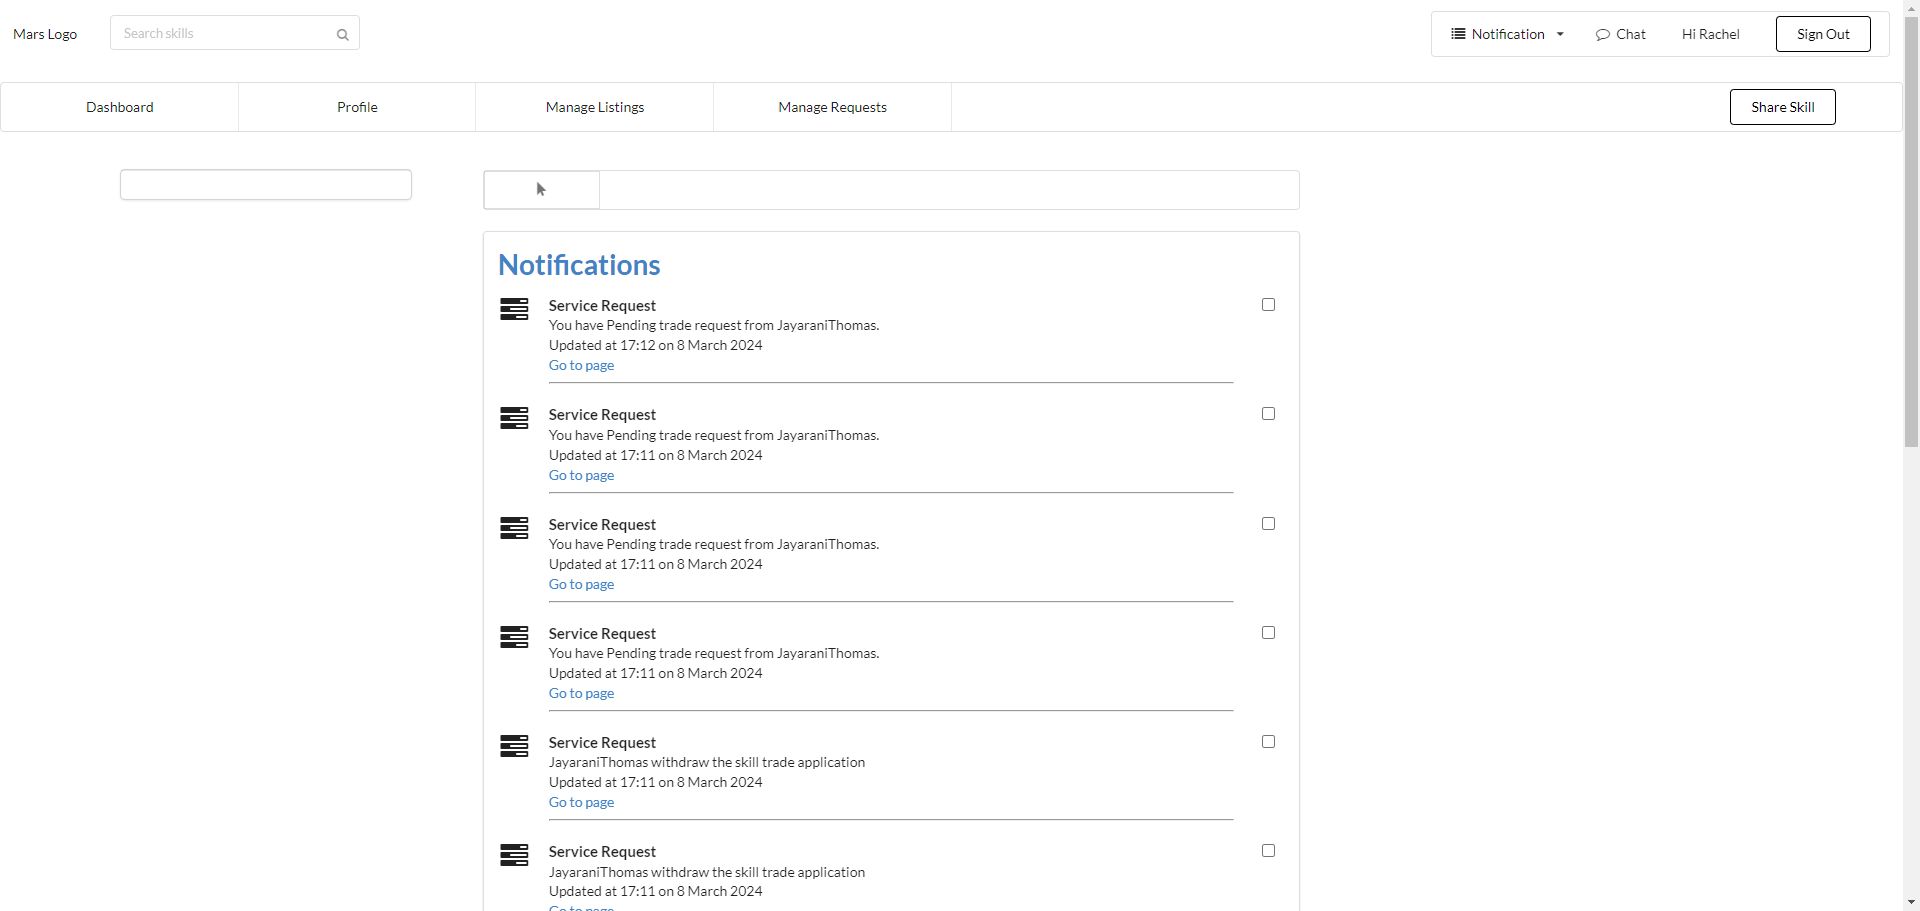 Mars Logo
Search skills
Notification
Chat
Hi Rachel
Sign Out
Dashboard
Profile
Manage Listings
Manage Requests
Share Skill
Notifications
Service Request
You have Pending trade request from JayaraniThomas.
Updated at 17:12 on 8 March 2024
Go to page
Service Request
You have Pending trade request from JayaraniThomas.
Updated at 17:11 on 8 March 2024
Go to page
Service Request
You have Pending trade request from JayaraniThomas.
Updated at 17:11 on 8 March 2024
Go to page
Service Request
You have Pending trade request from JayaraniThomas.
Updated at 17:11 on 8 March 2024
Go to page
Service Request
JayaraniThomas withdraw the skill trade application
Updated at 17:11 on 8 March 2024
Go to page
Service Request
JayaraniThomas withdraw the skill trade application
Updated at 17:11 on 8 March 2024
Go to page